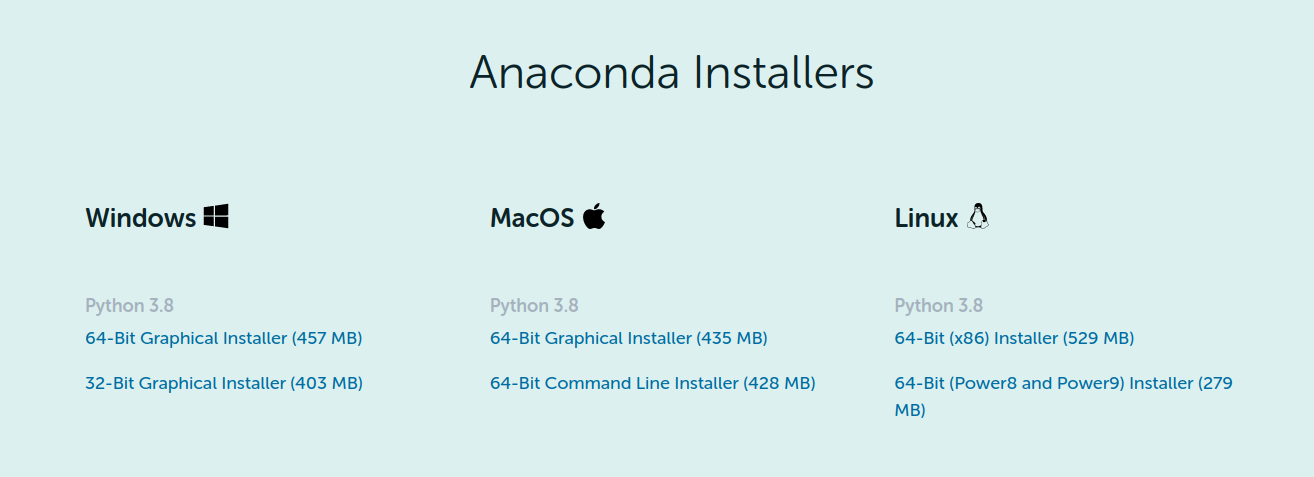 Anaconda Installers
Windows
Python 3.8
64-Bit Graphical Installer (457 MB)
32-Bit Graphical Installer (403 MB)
MacOS
Python 3.8
64-Bit Graphical Installer (435 MB)
64-Bit Command Line Installer (428 MB)
Linux
Python 3.8
64-Bit (x86) Installer (529 MB)
64-Bit (Power8 and Power9) Installer (279
MB)